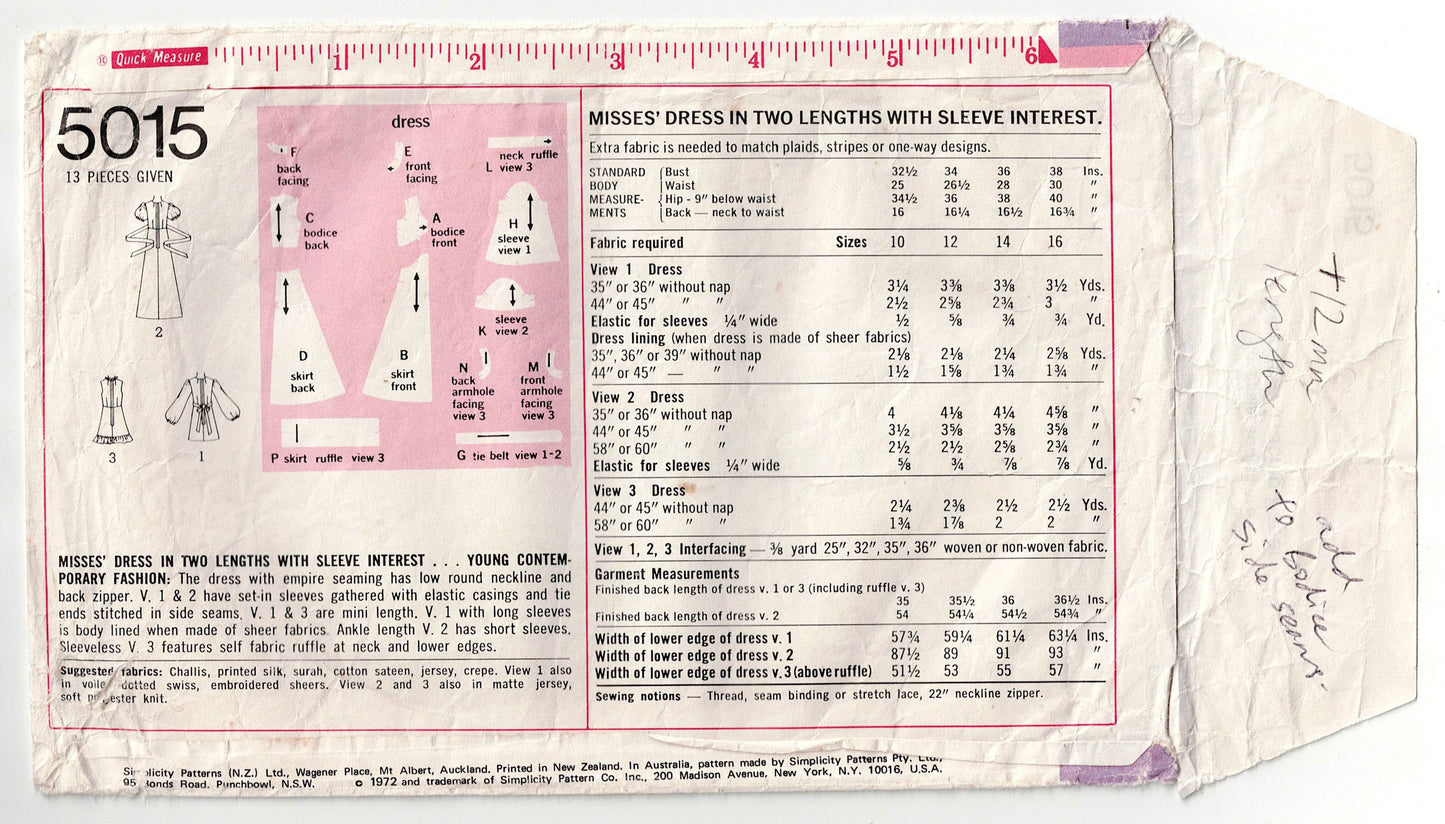 ® Quick Measure 1 2 3 4 5 6
5015
13 PIECES GIVEN
2
3 1
dress
F
back
facing
E
front
facing
neck ruffle
L view 3
C
bodice
back
A
bodice
front
H
sleeve
view 1
sleeve
K view 2
D
skirt
back
B
skirt
front
N
back
armhole
facing
view 3
M
front
armhole
facing
view 3
P skirt ruffle view 3
G tie belt view 1-2
MISSES' DRESS IN TWO LENGTHS WITH SLEEVE INTEREST . . . YOUNG CONTEM-
PORARY FASHION: The dress with empire seaming has low round neckline and
back zipper. V. 1 & 2 have set-in sleeves gathered with elastic casings and tie
ends stitched in side seams. V. 1 & 3 are mini length. V. 1 with long sleeves
is body lined when made of sheer fabrics. Ankle length V. 2 has short sleeves.
Sleeveless V. 3 features self fabric ruffle at neck and lower edges.
Suggested fabrics: Challis, printed silk, surah, cotton sateen, jersey, crepe. View 1 also
in voile dotted swiss, embroidered sheers. View 2 and 3 also in matte jersey,
soft ester knit.
MISSES' DRESS IN TWO LENGTHS WITH SLEEVE INTEREST.
Extra fabric is needed to match plaids, stripes or one-way designs.
STANDARD Bust 32½ 34 36 38 Ins.
BODY Waist 25 26½ 28 30 "
MEASURE- Hip - 9" below waist 34½ 36 38 40 "
MENTS Back — neck to waist 16 16¼ 16½ 16¾ "
Fabric required Sizes 10 12 14 16
View 1 Dress
35" or 36" without nap 3¼ 3⅜ 3⅜ 3½ Yds.
44" or 45" " " 2½ 2⅝ 2¾ 3 "
Elastic for sleeves ¼" wide ½ ⅝ ¾ ¾ Yd.
Dress lining (when dress is made of sheer fabrics)
35", 36" or 39" without nap 2⅛ 2⅛ 2¼ 2⅝ Yds.
44" or 45" — " " 1½ 1⅝ 1¾ 1¾ "
View 2 Dress
35" or 36" without nap 4 4⅛ 4¼ 4⅝ "
44" or 45" " " 3½ 3⅝ 3⅝ 3⅝ "
58" or 60" " " 2½ 2½ 2⅝ 2¾ "
Elastic for sleeves ¼" wide ⅝ ¾ ⅞ ⅞ Yd.
View 3 Dress
44" or 45" without nap 2¼ 2⅜ 2½ 2½ Yds.
58" or 60" " " 1¾ 1⅞ 2 2 "
View 1, 2, 3 Interfacing — ⅜ yard 25", 32", 35", 36" woven or non-woven fabric.
Garment Measurements
Finished back length of dress v. 1 or 3 (including ruffle v. 3)
35 35½ 36 36½ Ins.
Finished back length of dress v. 2 54 54¼ 54½ 54¾ "
Width of lower edge of dress v. 1 57¾ 59¼ 61¼ 63¼ Ins.
Width of lower edge of dress v. 2 87½ 89 91 93 "
Width of lower edge of dress v.3 (above ruffle) 51½ 53 55 57 "
Sewing notions — Thread, seam binding or stretch lace, 22" neckline zipper.
Simplicity Patterns (N.Z.) Ltd., Wagener Place, Mt Albert, Auckland. Printed in New Zealand. In Australia, pattern made by Simplicity Patterns Pty. Ltd.,
95 Bonds Road. Punchbowl, N.S.W. © 1972 and trademark of Simplicity Pattern Co. Inc., 200 Madison Avenue, New York, N.Y. 10016, U.S.A.
+12mm
length
add
to bodice
side seams